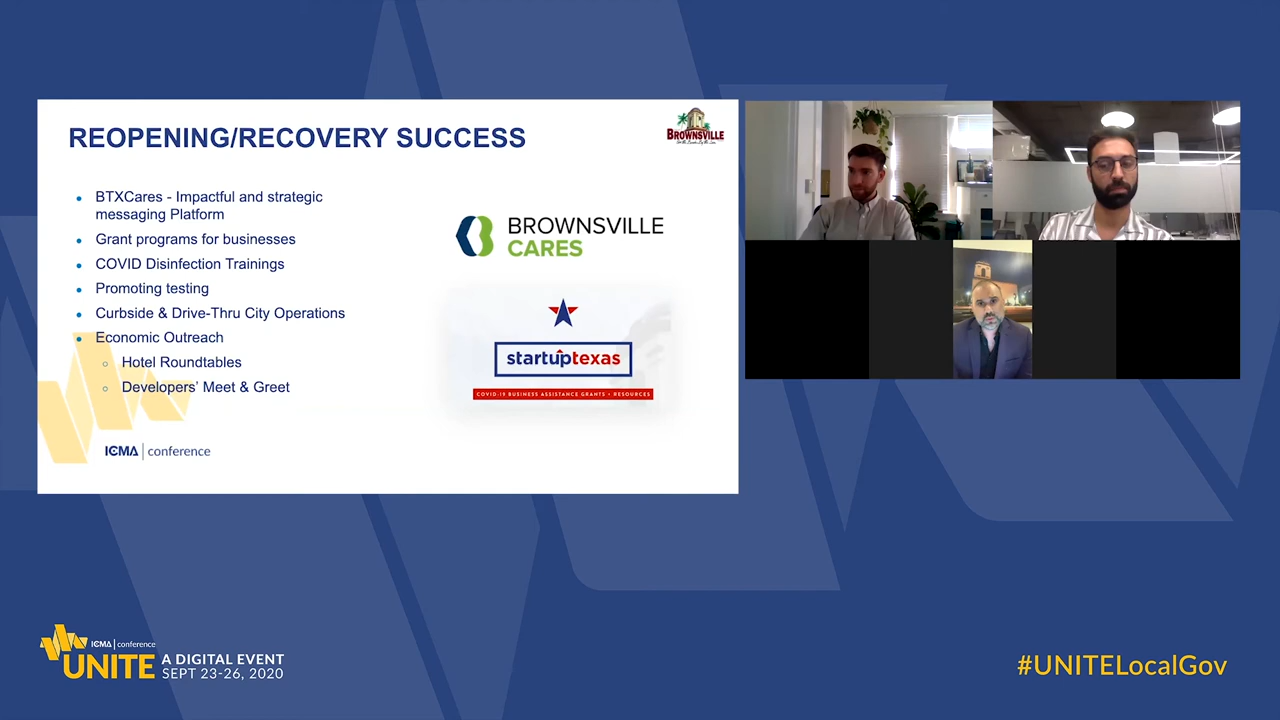 REOPENING/RECOVERY SUCCESS
BROWNSVILLE
BTXCares - Impactful and strategic
messaging Platform
Grant programs for businesses
COVID Disinfection Trainings
Promoting testing
Curbside & Drive-Thru City Operations
Economic Outreach
Hotel Roundtables
Developers’ Meet & Greet
BROWNSVILLE
CARES
startuptexas
COVID-19 BUSINESS ASSISTANCE GRANTS + RESOURCES
ICMA | conference
ICMA | conference
UNITE A DIGITAL EVENT
SEPT 23-26, 2020
#UNITELocalGov